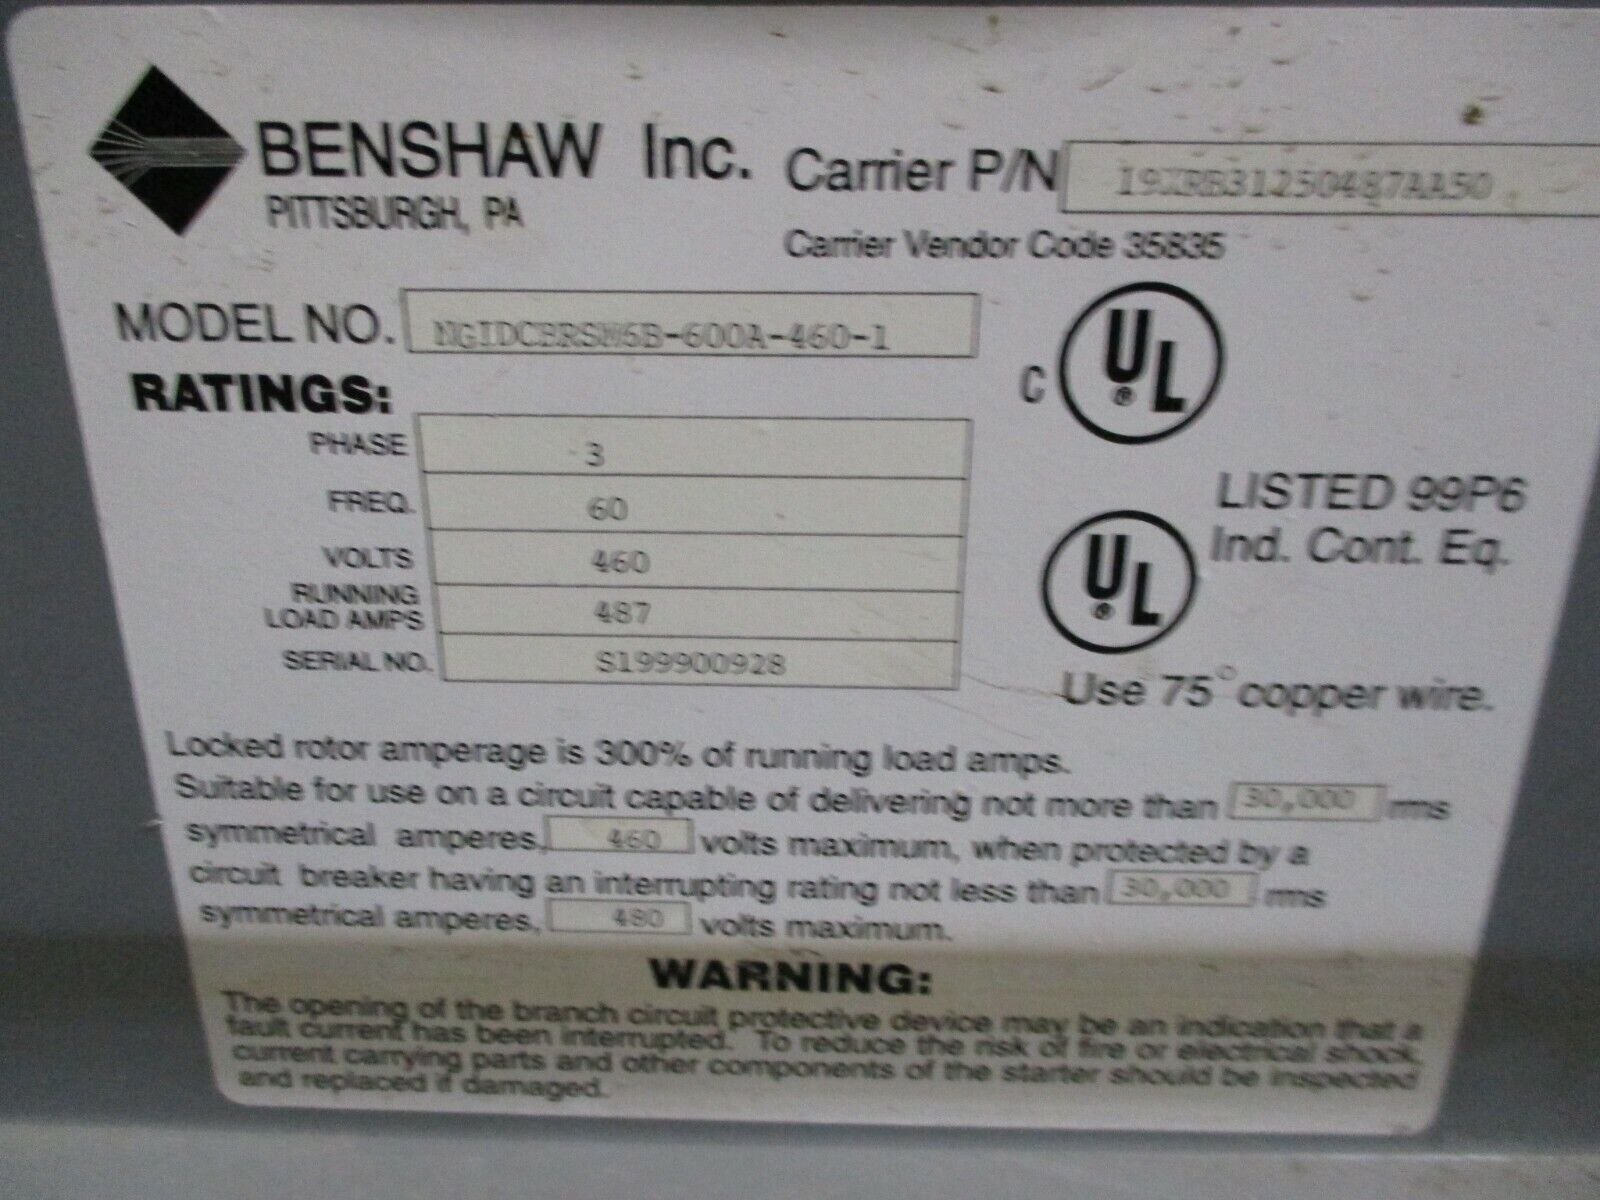 BENSHAW Inc.
PITTSBURGH, PA
Carrier P/N 19XRB31250487AA50
Carrier Vendor Code 35835
MODEL NO. NGIDCBRSM6B-600A-460-1
RATINGS:
PHASE 3
FREQ. 60
VOLTS 460
RUNNING
LOAD AMPS 487
SERIAL NO. S199900928
C UL ®
LISTED 99P6
Ind. Cont. Eq.
UL ®
Use 75° copper wire.
Locked rotor amperage is 300% of running load amps.
Suitable for use on a circuit capable of delivering not more than 30,000 rms
symmetrical amperes, 460 volts maximum, when protected by a
circuit breaker having an interrupting rating not less than 30,000 rms
symmetrical amperes, 480 volts maximum.
WARNING:
The opening of the branch circuit protective device may be an indication that a
fault current has been interrupted. To reduce the risk of fire or electrical shock,
current carrying parts and other components of the starter should be inspected
and replaced if damaged.